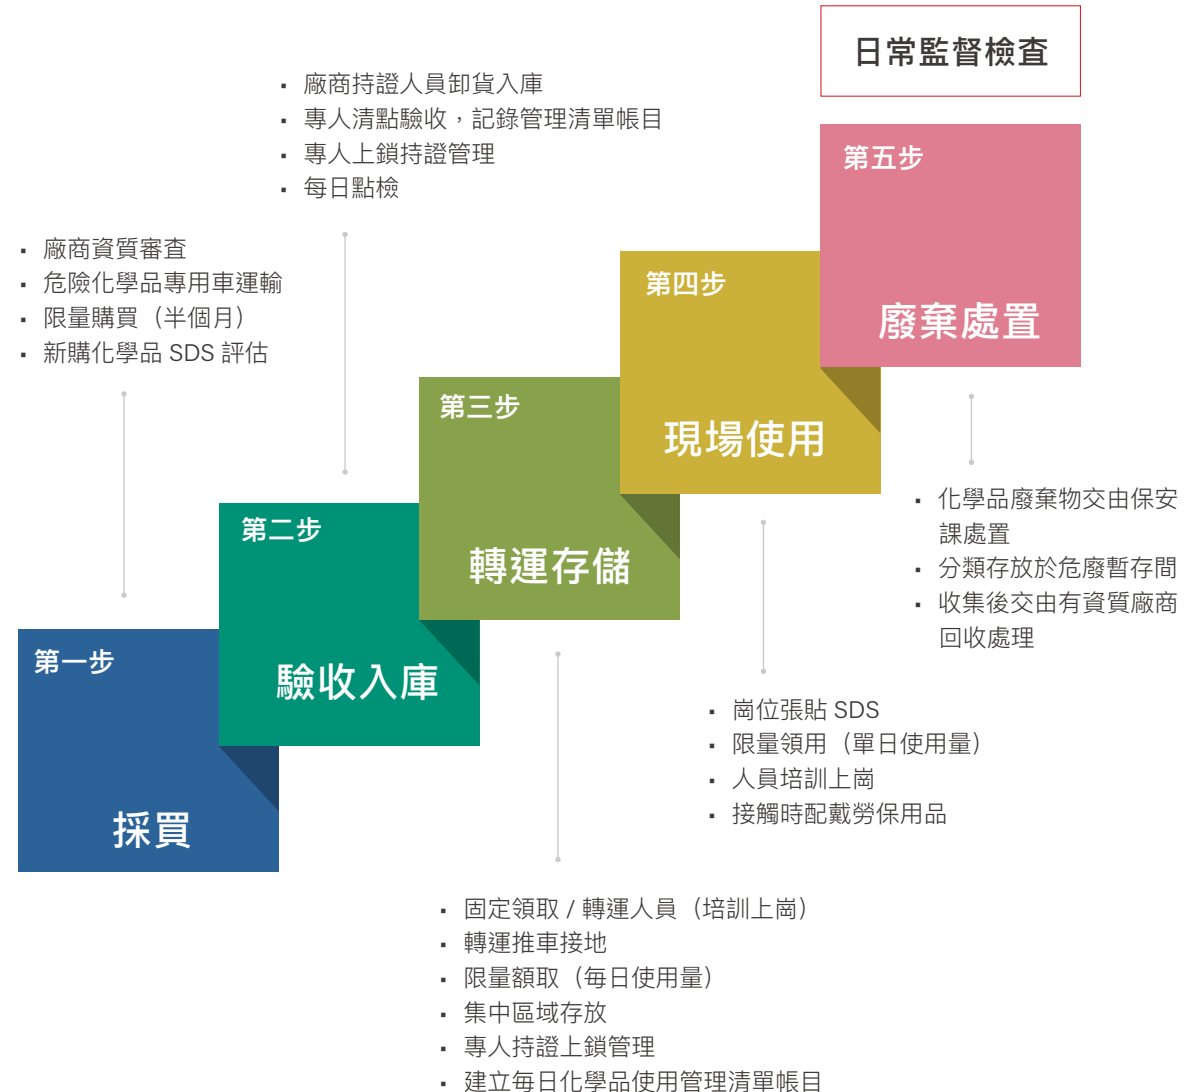 日常監督檢查
▪ 廠商持證人員卸貨入庫
▪ 專人清點驗收，記錄管理清單帳目
▪ 專人上鎖持證管理
▪ 每日點檢
▪ 廠商資質審查
▪ 危險化學品專用車運輸
▪ 限量購買（半個月）
▪ 新購化學品 SDS 評估
第一步
採買
第二步
驗收入庫
第三步
轉運存儲
第四步
現場使用
第五步
廢棄處置
▪ 化學品廢棄物交由保安
課處置
▪ 分類存放於危廢暫存間
▪ 收集後交由有資質廠商
回收處理
▪ 崗位張貼 SDS
▪ 限量領用（單日使用量）
▪ 人員培訓上崗
▪ 接觸時配戴勞保用品
▪ 固定領取 / 轉運人員（培訓上崗）
▪ 轉運推車接地
▪ 限量額取（每日使用量）
▪ 集中區域存放
▪ 專人持證上鎖管理
▪ 建立每日化學品使用管理清單帳目